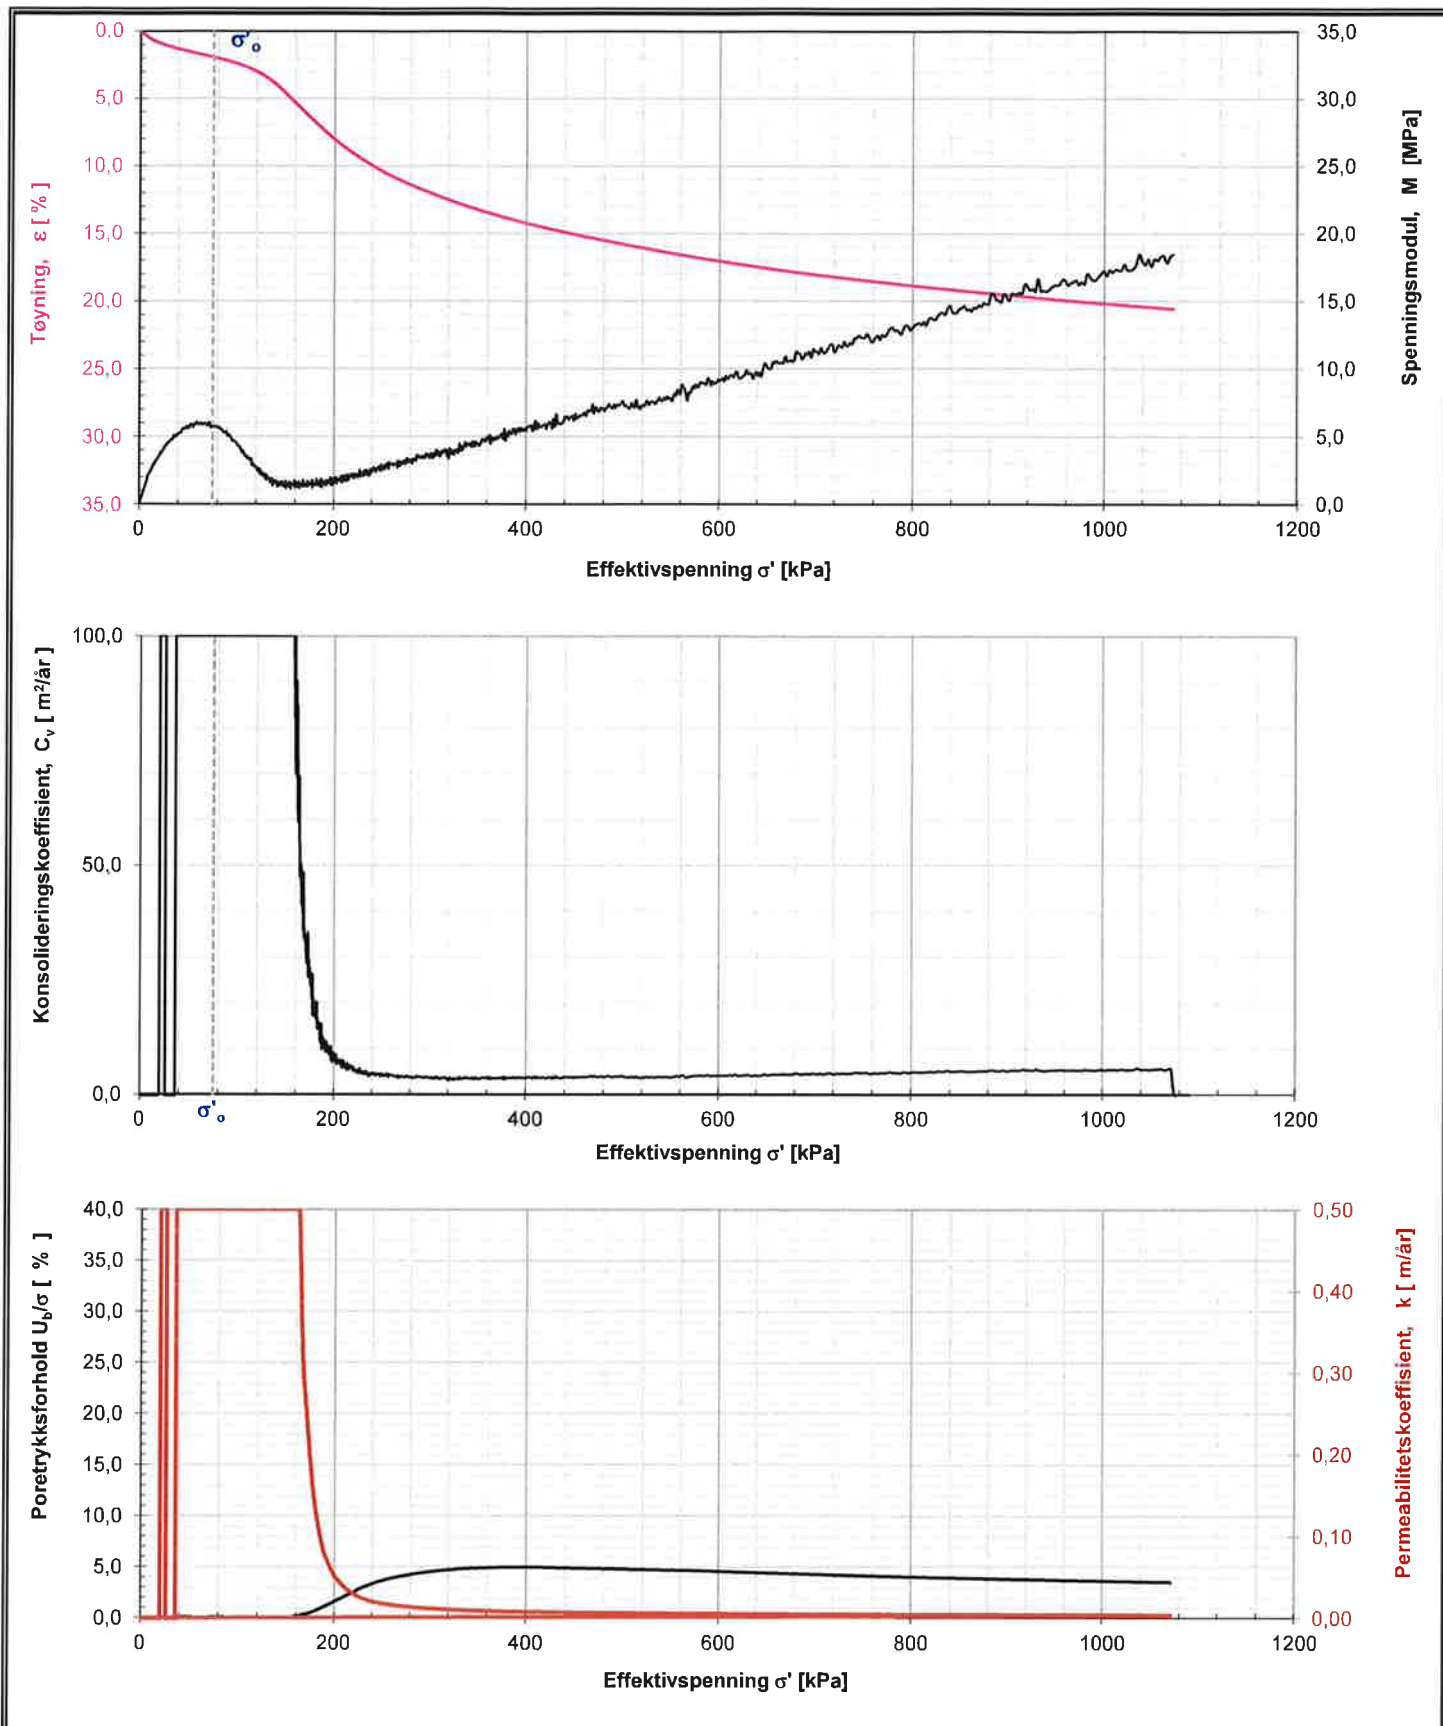 0.0
5,0
10,0
15,0
20,0
25,0
30,0
35,0
Tøyning, ε [ % ]
σ'o
35,0
30,0
25,0
20,0
15,0
10,0
5,0
0,0
Spenningsmodul, M [MPa]
0 200 400 600 800 1000 1200
Effektivspenning σ' [kPa]
100,0
50,0
0,0
Konsolideringskoeffisient, Cv [ m²/år ]
0 200 400 600 800 1000 1200
σ'o
Effektivspenning σ' [kPa]
40,0
35,0
30,0
25,0
20,0
15,0
10,0
5,0
0,0
Poretrykksforhold Ub/σ [ % ]
0,50
0,40
0,30
0,20
0,10
0,00
Permeabilitetskoeffisient, k [ m/år]
0 200 400 600 800 1000 1200
Effektivspenning σ' [kPa]